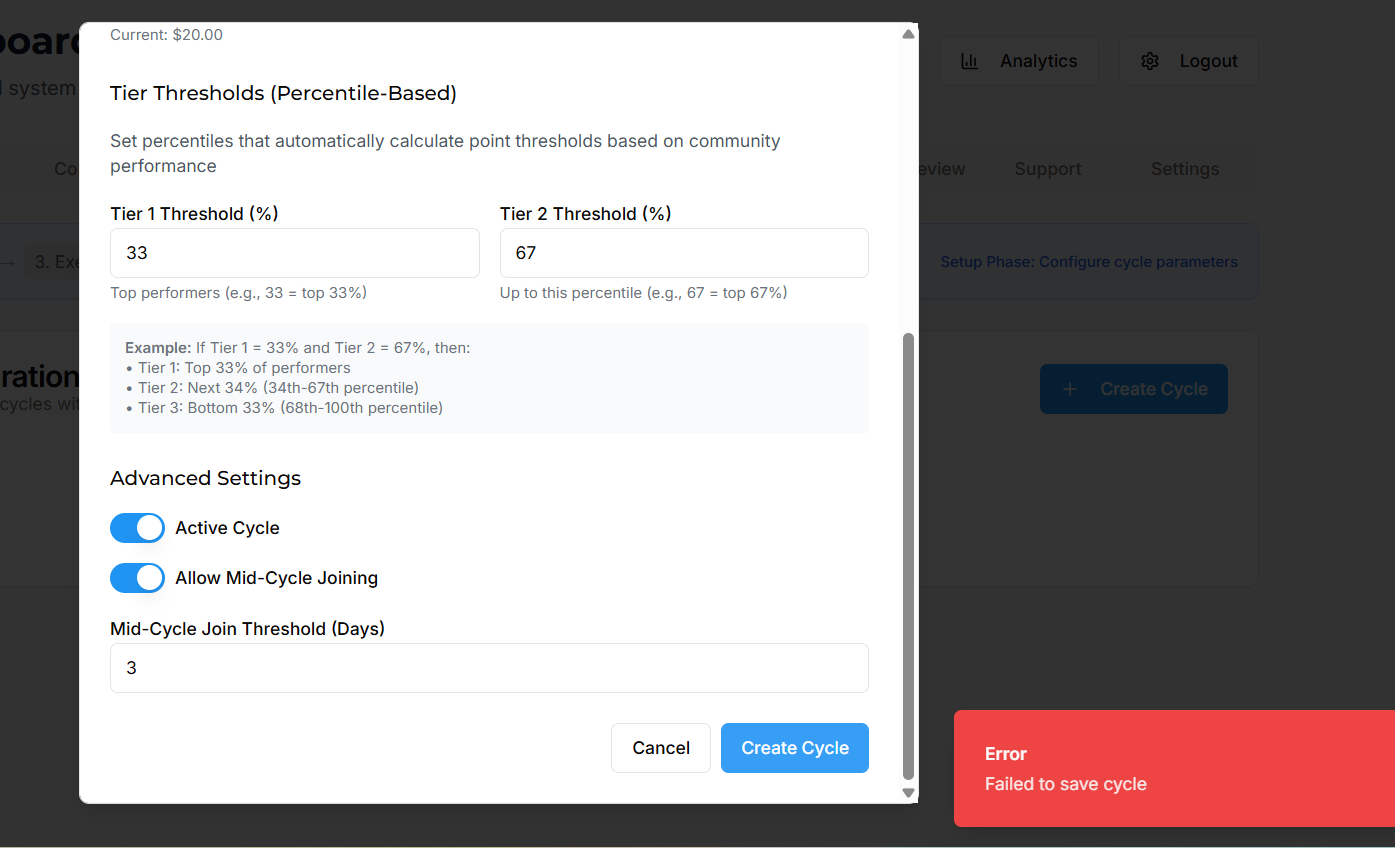 Current: $20.00
Analytics
Logout
system
Tier Thresholds (Percentile-Based)
Set percentiles that automatically calculate point thresholds based on community
performance
Support
Settings
Tier 1 Threshold (%)
Tier 2 Threshold (%)
33
67
Top performers (e.g., 33 = top 33%)
Up to this percentile (e.g., 67 = top 67%)
→ 3. Exe
Setup Phase: Configure cycle parameters
Example: If Tier 1 = 33% and Tier 2 = 67%, then:
• Tier 1: Top 33% of performers
• Tier 2: Next 34% (34th-67th percentile)
• Tier 3: Bottom 33% (68th-100th percentile)
ration
cycles wit
+ Create Cycle
Advanced Settings
Active Cycle
Allow Mid-Cycle Joining
Mid-Cycle Join Threshold (Days)
3
Cancel
Create Cycle
Error
Failed to save cycle